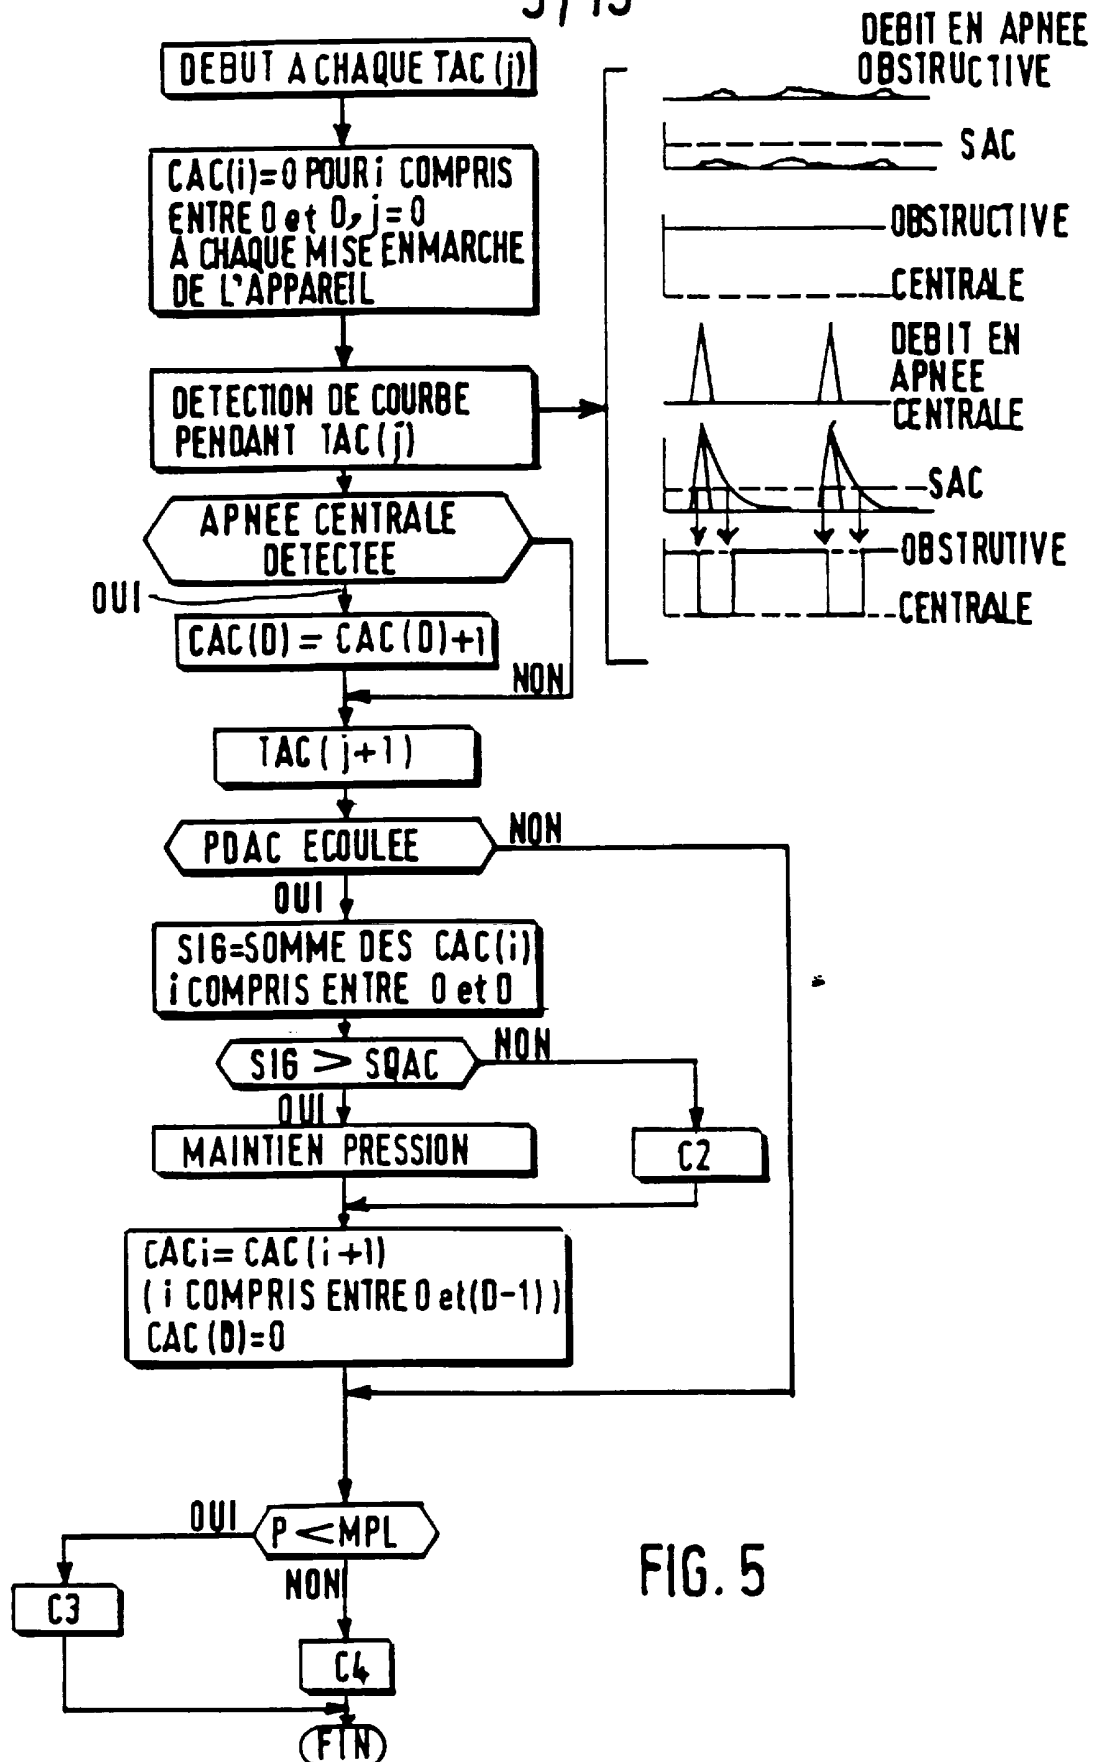 5/15
DEBUT A CHAQUE TAC (j)
CAC(i)=0 POUR i COMPRIS
ENTRE 0 et D, j=0
A CHAQUE MISE EN MARCHE
DE L'APPAREIL
DETECTION DE COURBE
PENDANT TAC(j)
APNEE CENTRALE
DETECTEE
OUI
CAC(D) = CAC(D)+1
NON
TAC(j+1)
PDAC ECOULEE
NON
OUI
SIG=SOMME DES CAC(i)
i COMPRIS ENTRE 0 et D
SIG > SQAC
NON
OUI
MAINTIEN PRESSION
C2
CACi= CAC(i+1)
(i COMPRIS ENTRE 0 et(D-1))
CAC(D)=0
P<MPL
OUI
NON
C3
C4
FIN
DEBIT EN APNEE
OBSTRUCTIVE
SAC
OBSTRUCTIVE
CENTRALE
DEBIT EN
APNEE
CENTRALE
SAC
OBSTRUTIVE
CENTRALE
FIG. 5